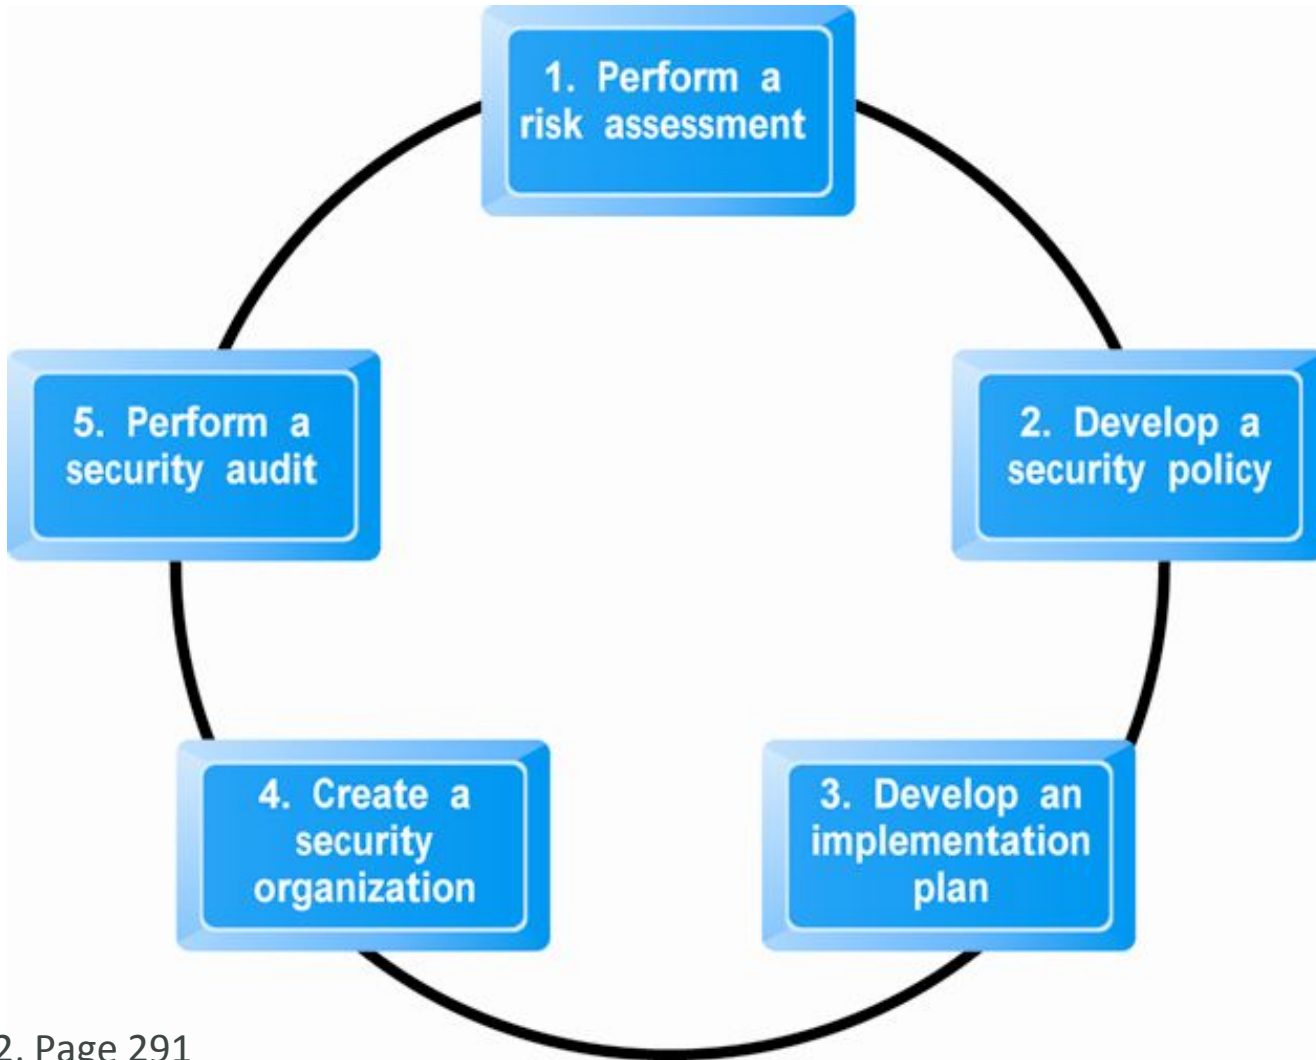 1. Perform a
risk assessment
5. Perform a
security audit
2. Develop a
security policy
4. Create a
security
organization
3. Develop an
implementation
plan
2, Page 291